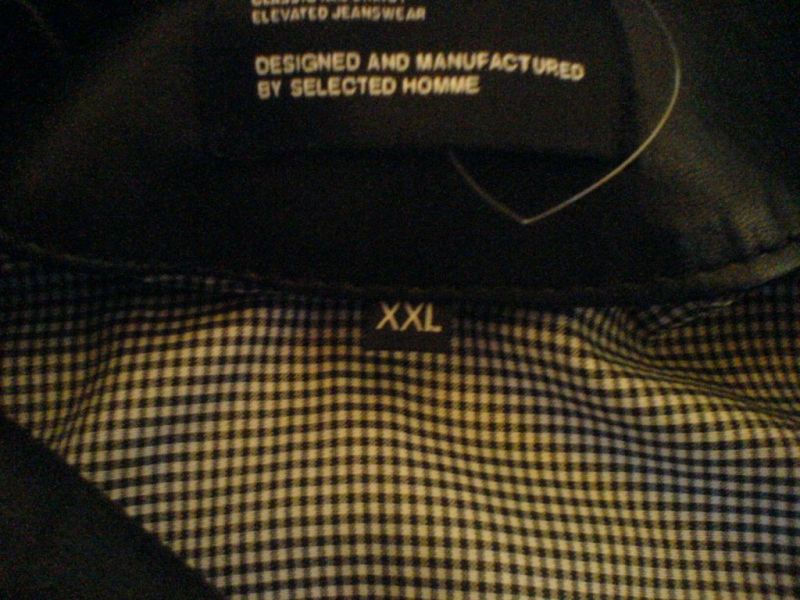 ELEVATED JEANSWEAR
DESIGNED AND MANUFACTURED
BY SELECTED HOMME
XXL